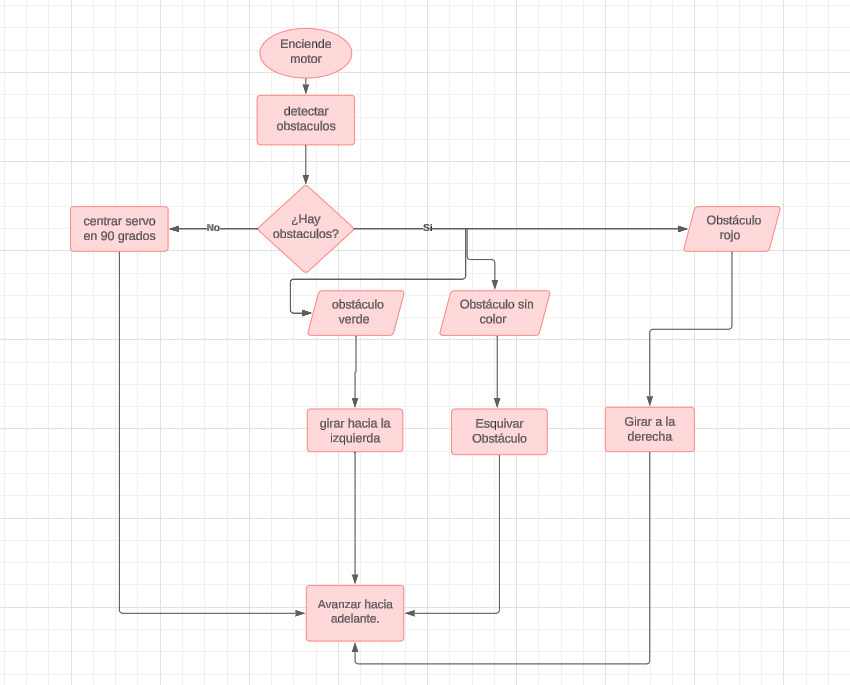 Enciende
motor
detectar
obstaculos
¿Hay
obstaculos?
No
Si
centrar servo
en 90 grados
Obstáculo
rojo
obstáculo
verde
Obstáculo sin
color
girar hacia la
izquierda
Esquivar
Obstáculo
Girar a la
derecha
Avanzar hacia
adelante.